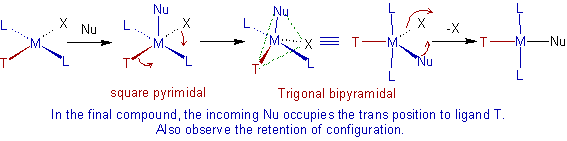 Nu
L X Nu L X Nu L X L X -X L
M M M T M T M Nu
T L T L T L Nu L
L
square pyrimidal Trigonal bipyramidal
In the final compound, the incoming Nu occupies the trans position to ligand T.
Also observe the retention of configuration.